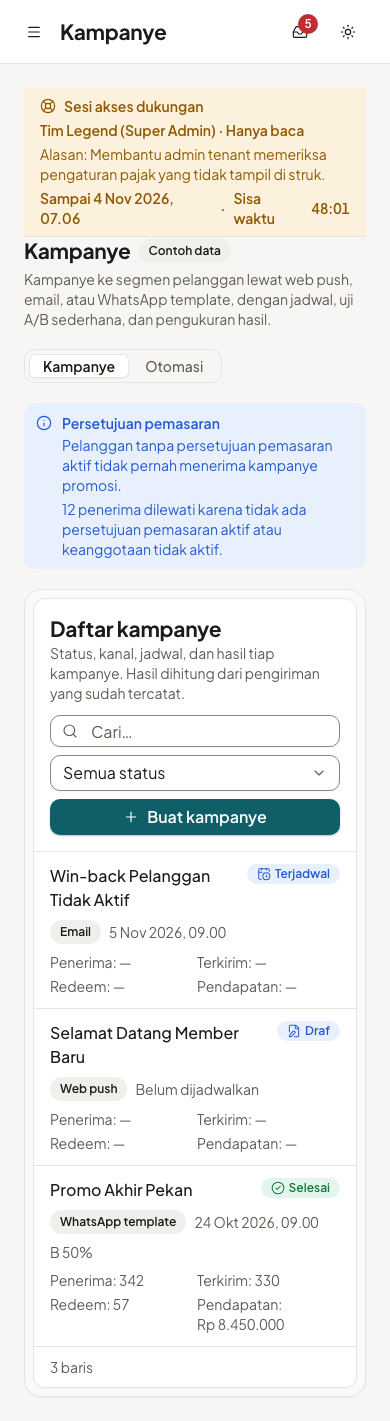 Kampanye
5
Sesi akses dukungan
Tim Legend (Super Admin) · Hanya baca
Alasan: Membantu admin tenant memeriksa
pengaturan pajak yang tidak tampil di struk.
Sampai 4 Nov 2026, 07.06 · Sisa waktu 48:01
Kampanye Contoh data
Kampanye ke segmen pelanggan lewat web push,
email, atau WhatsApp template, dengan jadwal, uji
A/B sederhana, dan pengukuran hasil.
Kampanye Otomasi
Persetujuan pemasaran
Pelanggan tanpa persetujuan pemasaran
aktif tidak pernah menerima kampanye
promosi.
12 penerima dilewati karena tidak ada
persetujuan pemasaran aktif atau
keanggotaan tidak aktif.
Daftar kampanye
Status, kanal, jadwal, dan hasil tiap
kampanye. Hasil dihitung dari pengiriman
yang sudah tercatat.
Cari...
Semua status
+ Buat kampanye
Win-back Pelanggan
Tidak Aktif
Terjadwal
Email 5 Nov 2026, 09.00
Penerima: — Terkirim: —
Redeem: — Pendapatan: —
Selamat Datang Member
Baru
Draf
Web push Belum dijadwalkan
Penerima: — Terkirim: —
Redeem: — Pendapatan: —
Promo Akhir Pekan Selesai
WhatsApp template 24 Okt 2026, 09.00
B 50%
Penerima: 342 Terkirim: 330
Redeem: 57 Pendapatan:
Rp 8.450.000
3 baris